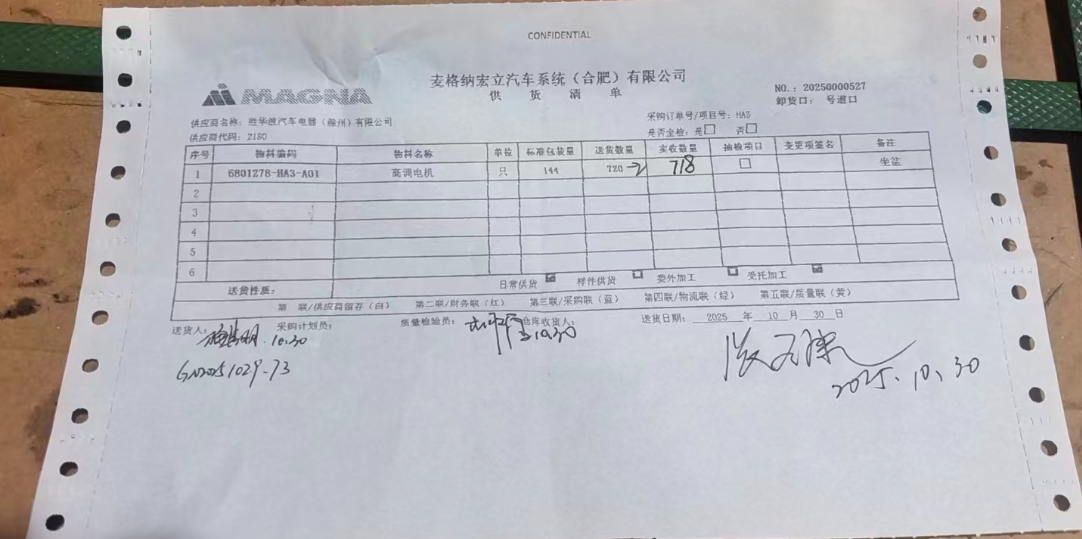 CONFIDENTIAL
MAGNA
麦格纳宏立汽车系统（合肥）有限公司
供 货 清 单
NO.：20250000527
卸货口： 号道口
供应商名称：胜华波汽车电器（滁州）有限公司
采购订单号/项目号：HA3
供应商代码：2180
是否全检：是□ 否□
序号 物料编码 物料名称 单位 标准包装量 送货数量 实收数量 抽检项目 变更项签名 备注
1 6801278-HA3-A01 高调电机 只 144 720 718 □ 坐盆
2
3
4
5
6
送货性质： 日常供货 样件供货 委外加工 受托加工
第一联/供应商留存（白） 第二联/财务联（红） 第三联/采购联（蓝） 第四联/物流联（绿） 第五联/质量联（黄）
送货人： 10.30 采购计划员： 质量检验员： 仓库收货人： 10.30 送货日期： 2025 年 10 月 30 日
GN20251029-73
2025.10.30